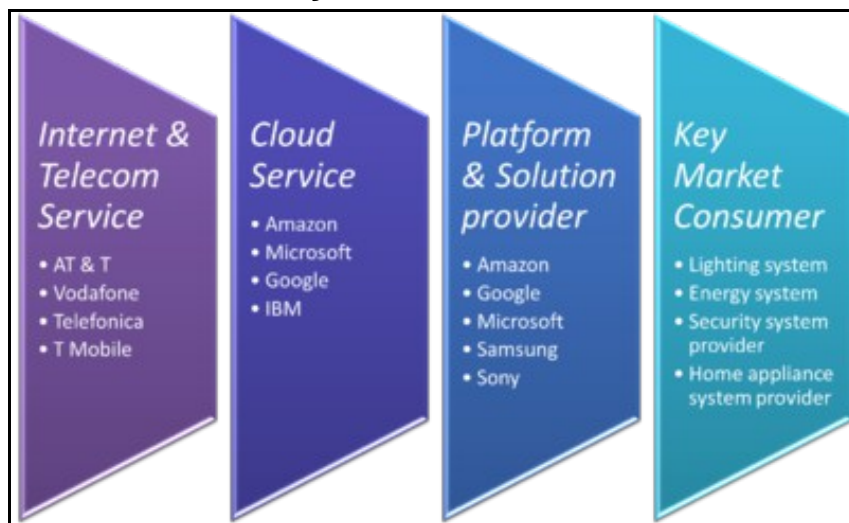 Internet &
Telecom
Service
• AT & T
• Vodafone
• Telefonica
• T Mobile
Cloud
Service
• Amazon
• Microsoft
• Google
• IBM
Platform
& Solution
provider
• Amazon
• Google
• Microsoft
• Samsung
• Sony
Key
Market
Consumer
• Lighting system
• Energy system
• Security system
provider
• Home appliance
system provider